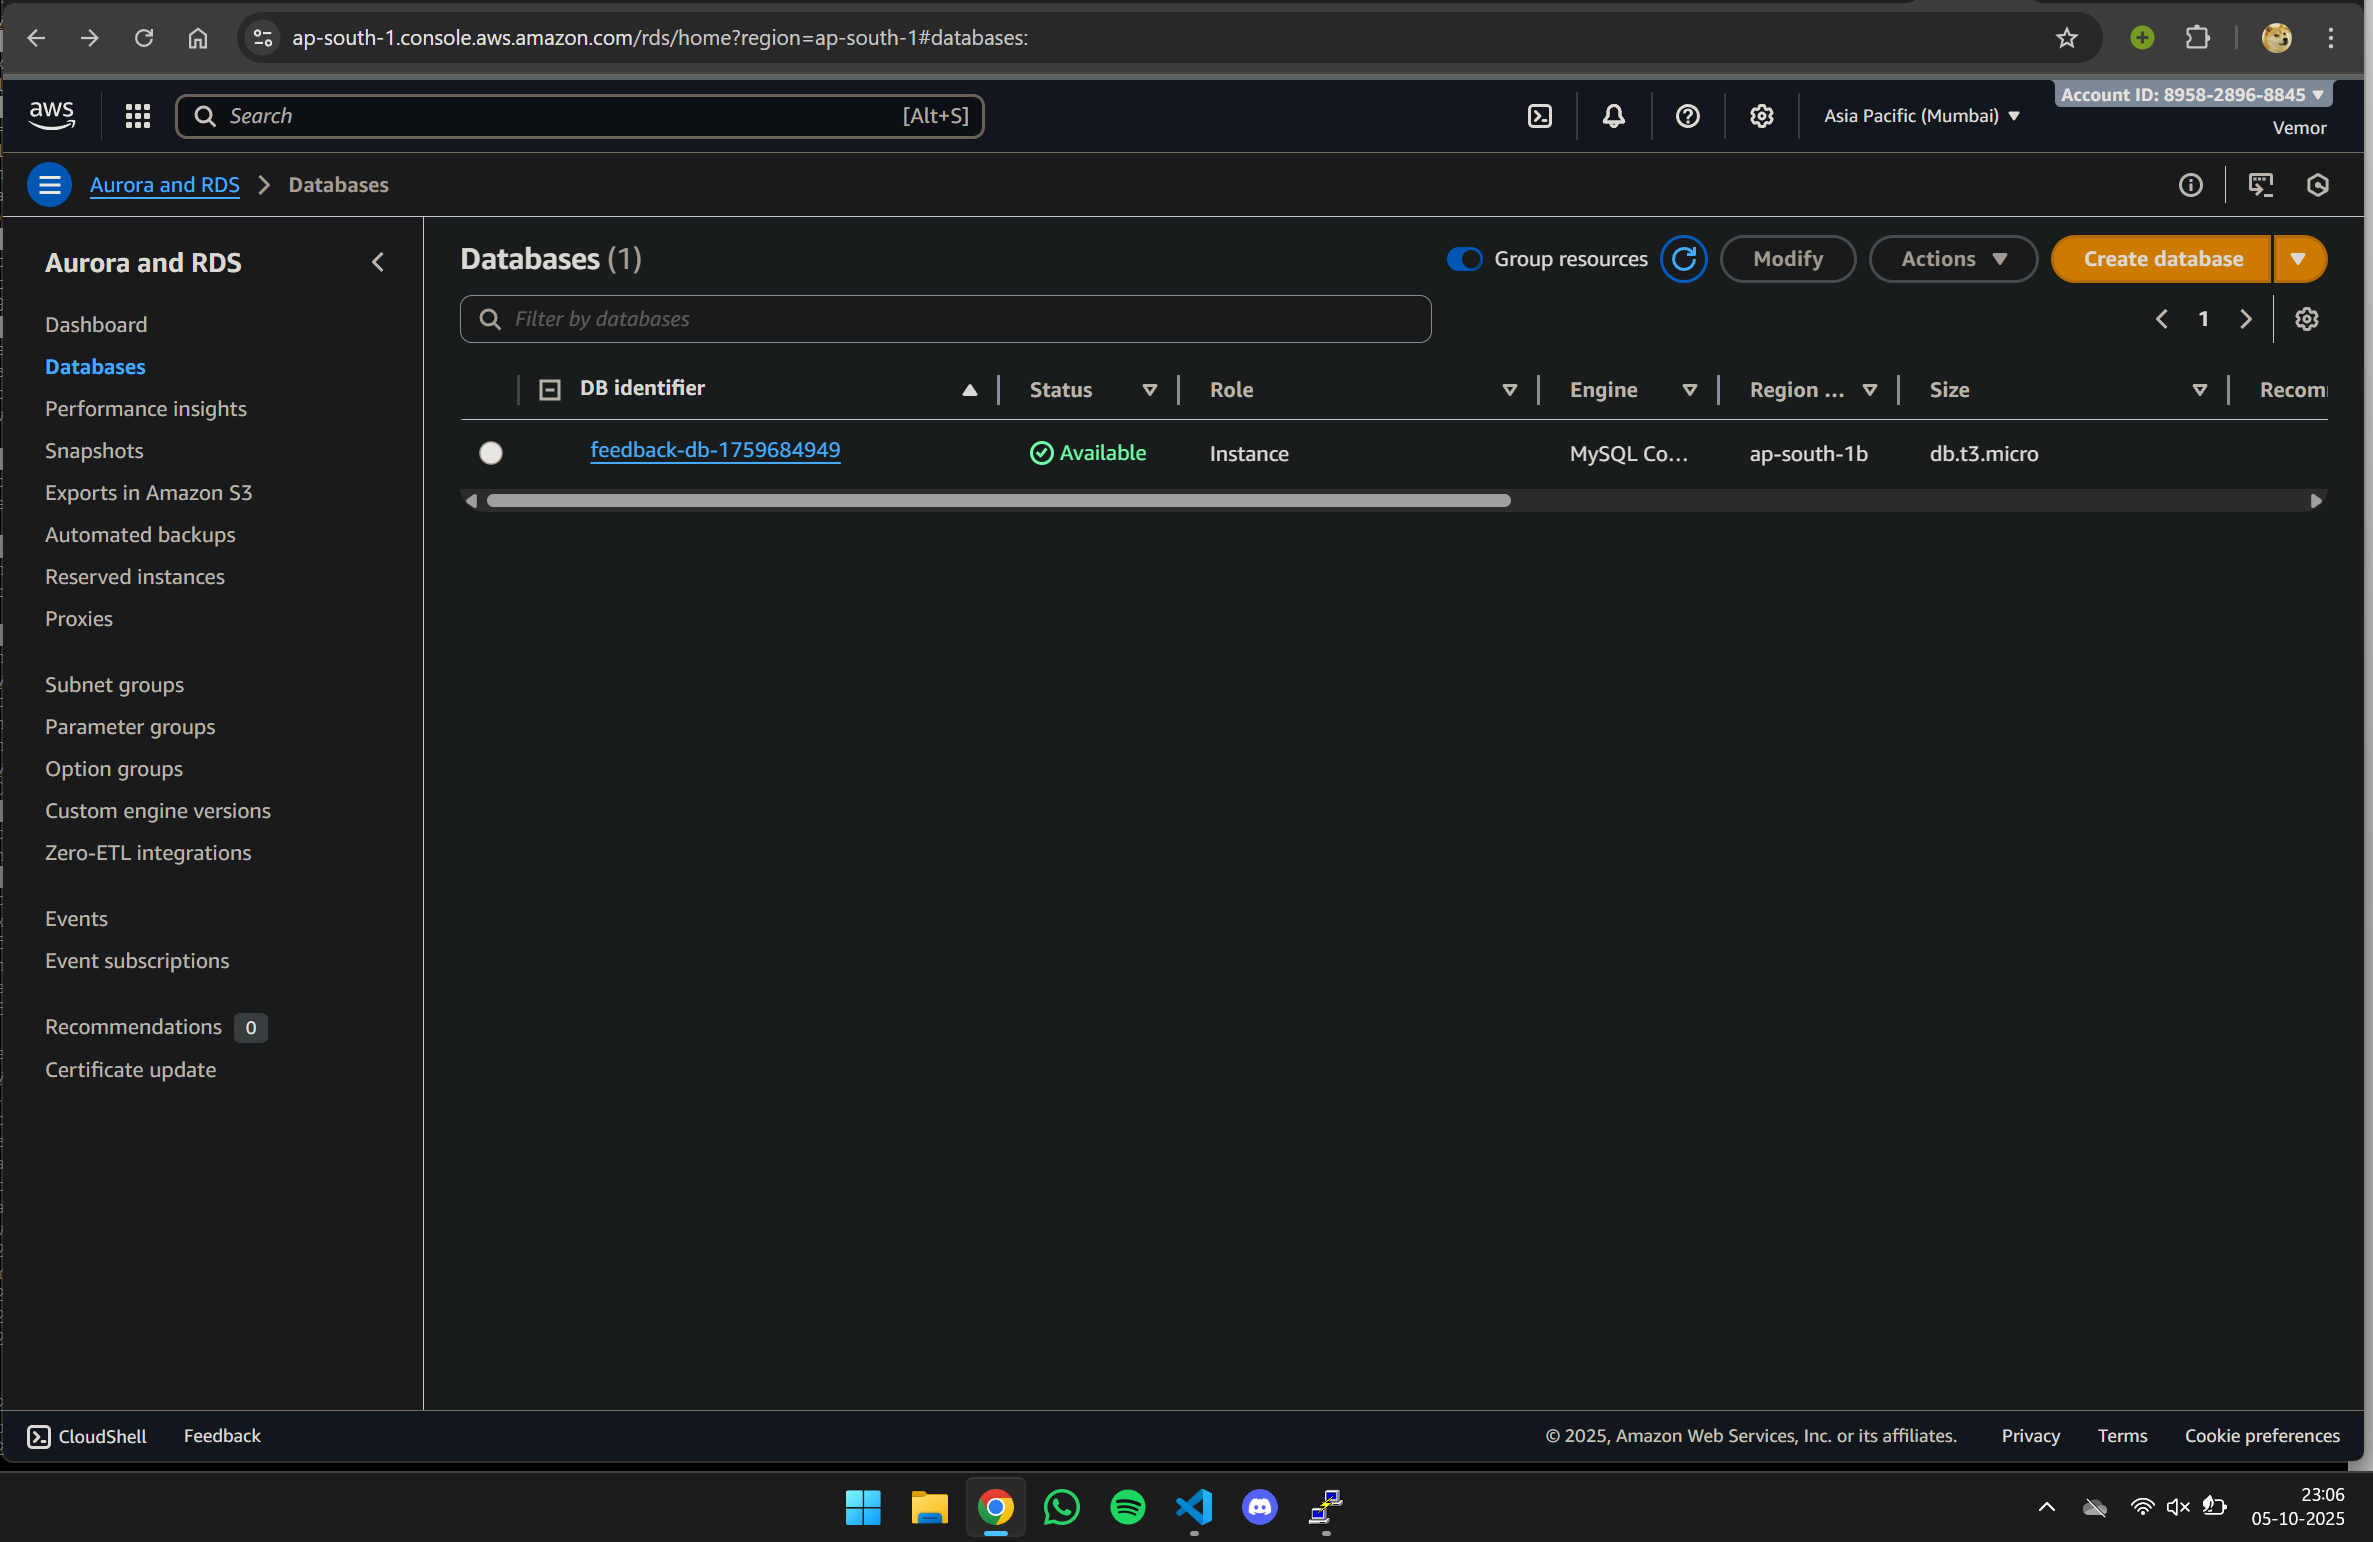 ap-south-1.console.aws.amazon.com/rds/home?region=ap-south-1#databases:
aws
Search
[Alt+S]
Asia Pacific (Mumbai)
Account ID: 8958-2896-8845
Vemor
Aurora and RDS
Databases
Aurora and RDS
Dashboard
Databases
Performance insights
Snapshots
Exports in Amazon S3
Automated backups
Reserved instances
Proxies
Subnet groups
Parameter groups
Option groups
Custom engine versions
Zero-ETL integrations
Events
Event subscriptions
Recommendations 0
Certificate update
Databases (1)
Group resources
Modify
Actions
Create database
Filter by databases
1
DB identifier Status Role Engine Region ... Size Recom
feedback-db-1759684949 Available Instance MySQL Co... ap-south-1b db.t3.micro
CloudShell Feedback
© 2025, Amazon Web Services, Inc. or its affiliates. Privacy Terms Cookie preferences
23:06
05-10-2025